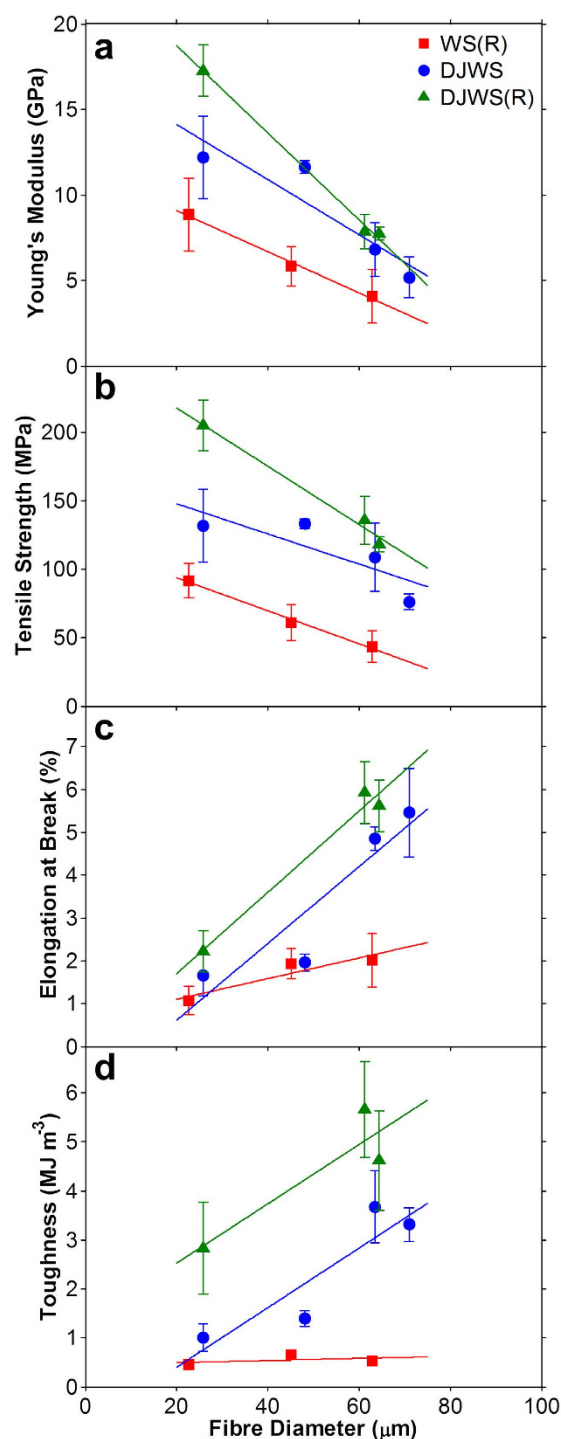 a
WS(R)
DJWS
DJWS(R)
20
15
10
5
0
Young's Modulus (GPa)
b
200
150
100
50
0
Tensile Strength (MPa)
c
7
6
5
4
3
2
1
0
Elongation at Break (%)
d
6
5
4
3
2
1
0
Toughness (MJ m⁻³)
0 20 40 60 80 100
Fibre Diameter (μm)